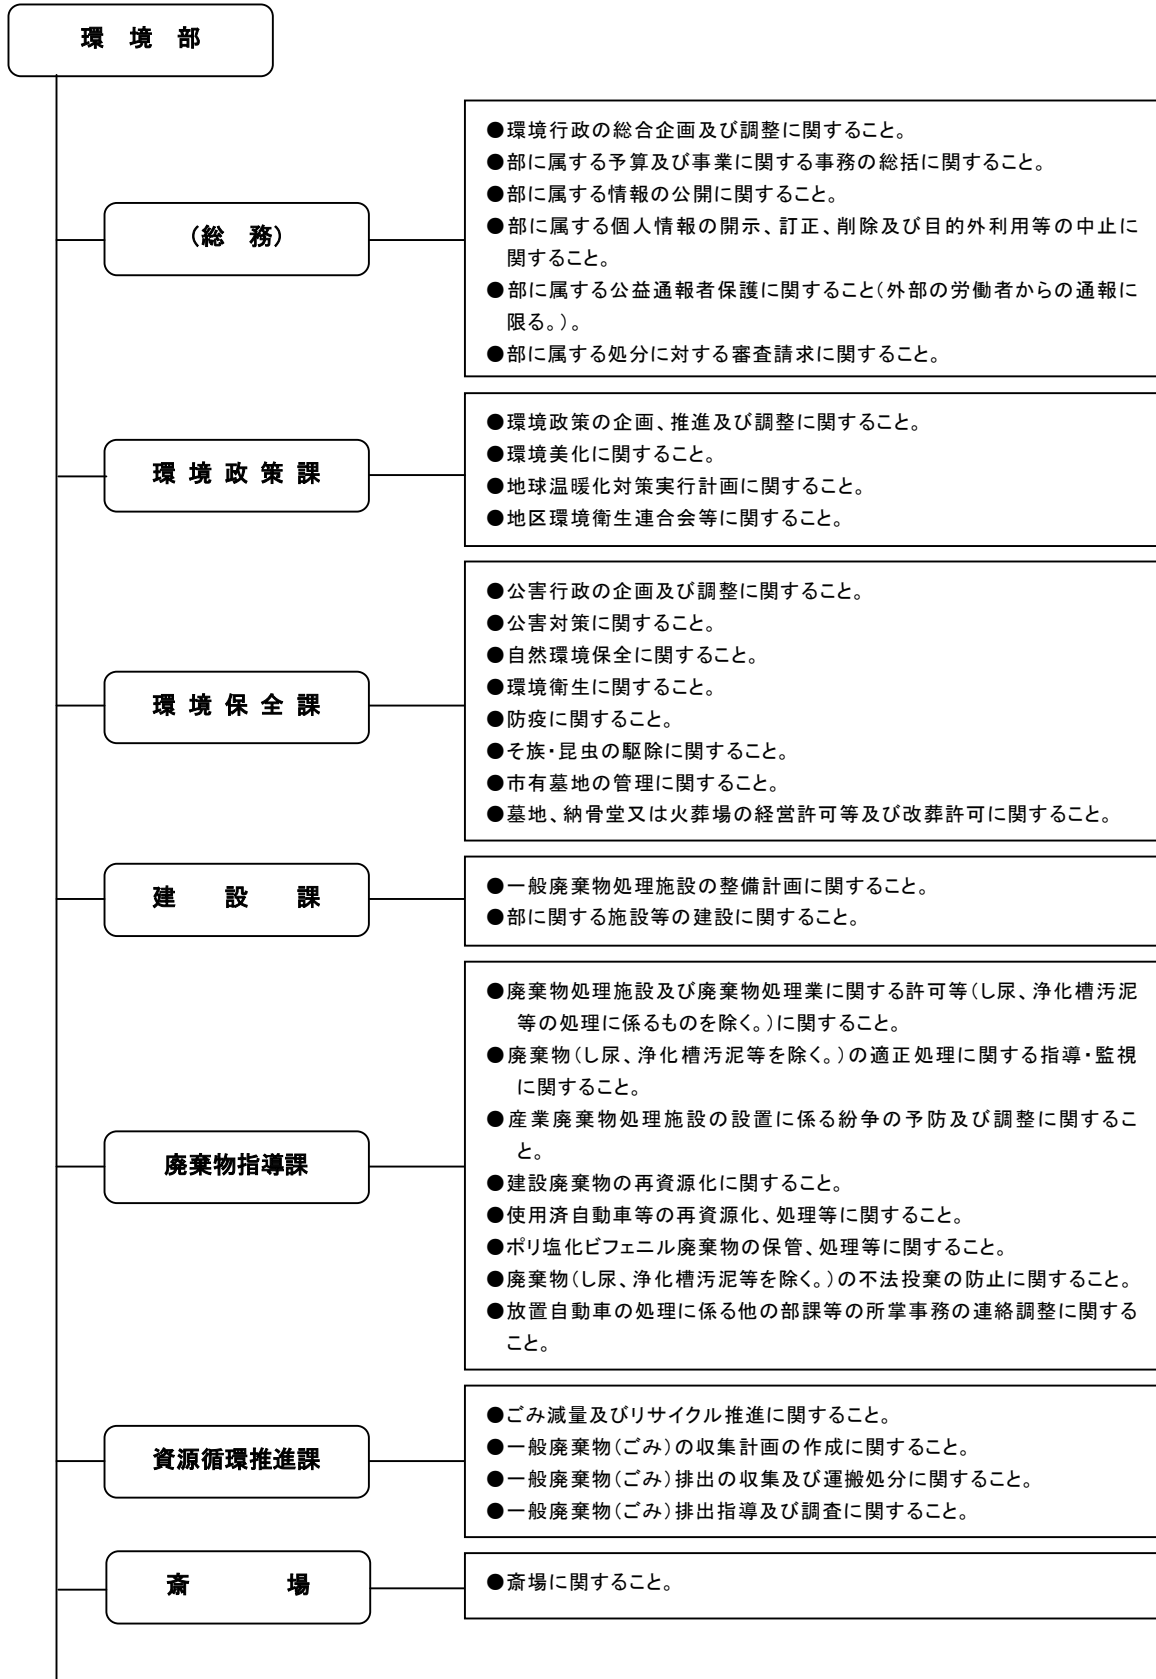 環　境　部
（総　務）
●環境行政の総合企画及び調整に関すること。
●部に属する予算及び事業に関する事務の総括に関すること。
●部に属する情報の公開に関すること。
●部に属する個人情報の開示、訂正、削除及び目的外利用等の中止に
関すること。
●部に属する公益通報者保護に関すること（外部の労働者からの通報に
限る。）。
●部に属する処分に対する審査請求に関すること。
環 境 政 策 課
●環境政策の企画、推進及び調整に関すること。
●環境美化に関すること。
●地球温暖化対策実行計画に関すること。
●地区環境衛生連合会等に関すること。
環 境 保 全 課
●公害行政の企画及び調整に関すること。
●公害対策に関すること。
●自然環境保全に関すること。
●環境衛生に関すること。
●防疫に関すること。
●そ族・昆虫の駆除に関すること。
●市有墓地の管理に関すること。
●墓地、納骨堂又は火葬場の経営許可等及び改葬許可に関すること。
建　　設　　課
●一般廃棄物処理施設の整備計画に関すること。
●部に関する施設等の建設に関すること。
廃棄物指導課
●廃棄物処理施設及び廃棄物処理業に関する許可等（し尿、浄化槽汚泥
等の処理に係るものを除く。）に関すること。
●廃棄物（し尿、浄化槽汚泥等を除く。）の適正処理に関する指導・監視
に関すること。
●産業廃棄物処理施設の設置に係る紛争の予防及び調整に関するこ
と。
●建設廃棄物の再資源化に関すること。
●使用済自動車等の再資源化、処理等に関すること。
●ポリ塩化ビフェニル廃棄物の保管、処理等に関すること。
●廃棄物（し尿、浄化槽汚泥等を除く。）の不法投棄の防止に関すること。
●放置自動車の処理に係る他の部課等の所掌事務の連絡調整に関する
こと。
資源循環推進課
●ごみ減量及びリサイクル推進に関すること。
●一般廃棄物（ごみ）の収集計画の作成に関すること。
●一般廃棄物（ごみ）排出の収集及び運搬処分に関すること。
●一般廃棄物（ごみ）排出指導及び調査に関すること。
斎　　　　場
●斎場に関すること。